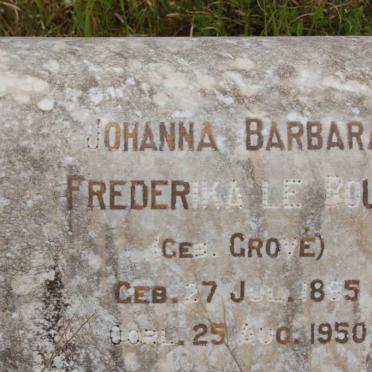 JOHANNA BARBARA
FREDERIKA LE ROU
(GEB. GROVE)
GEB. 27 JUL.
OORL. 25 AUG. 1950